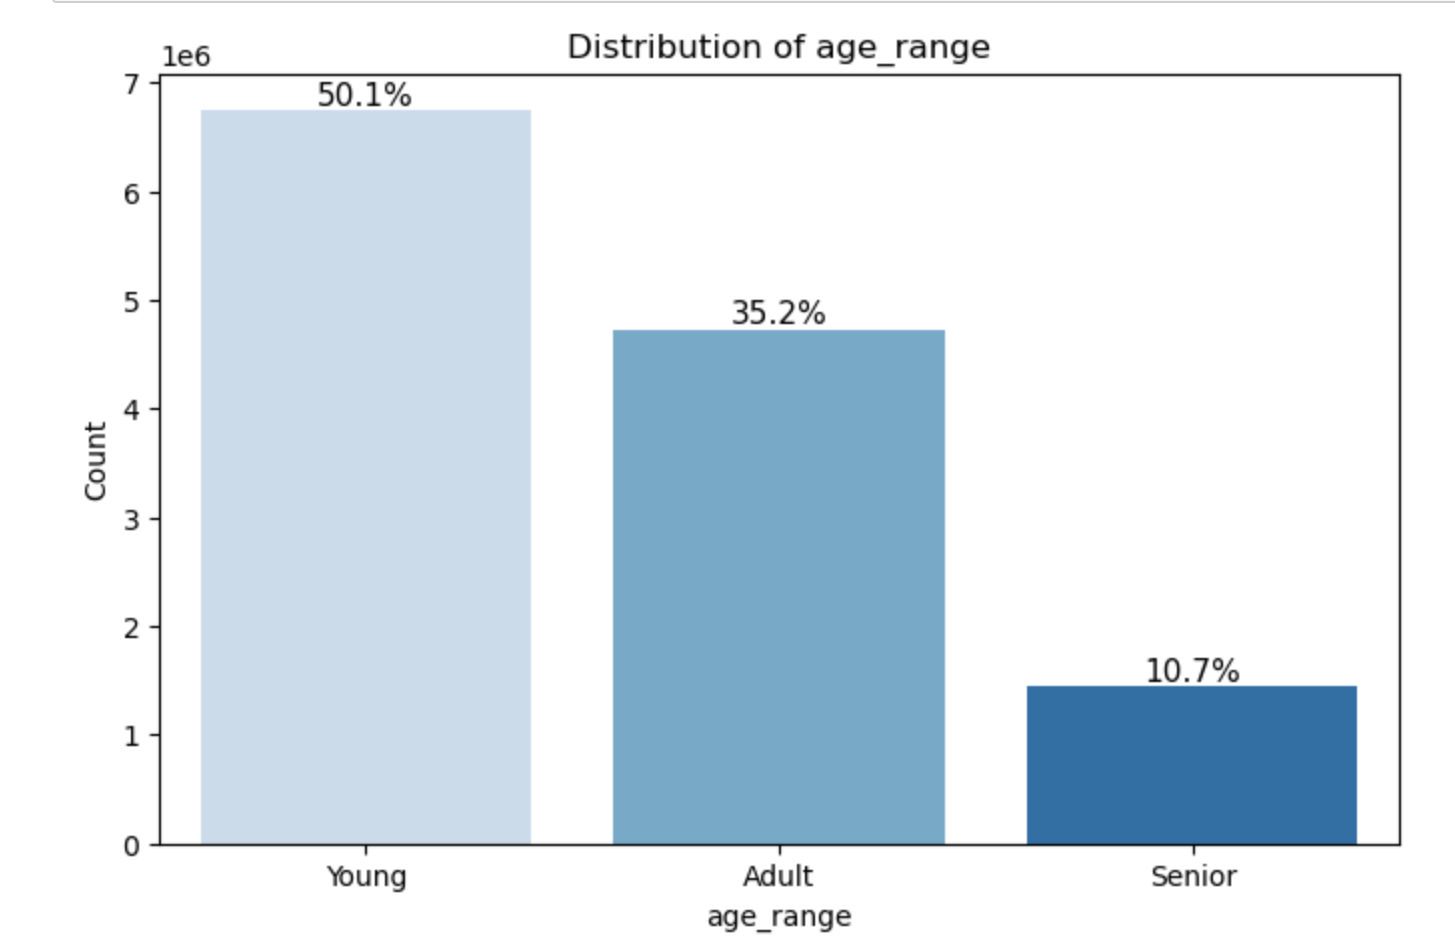 Distribution of age_range
1e6
7
50.1%
6
5
35.2%
4
Count
3
2
10.7%
1
0
Young Adult Senior
age_range